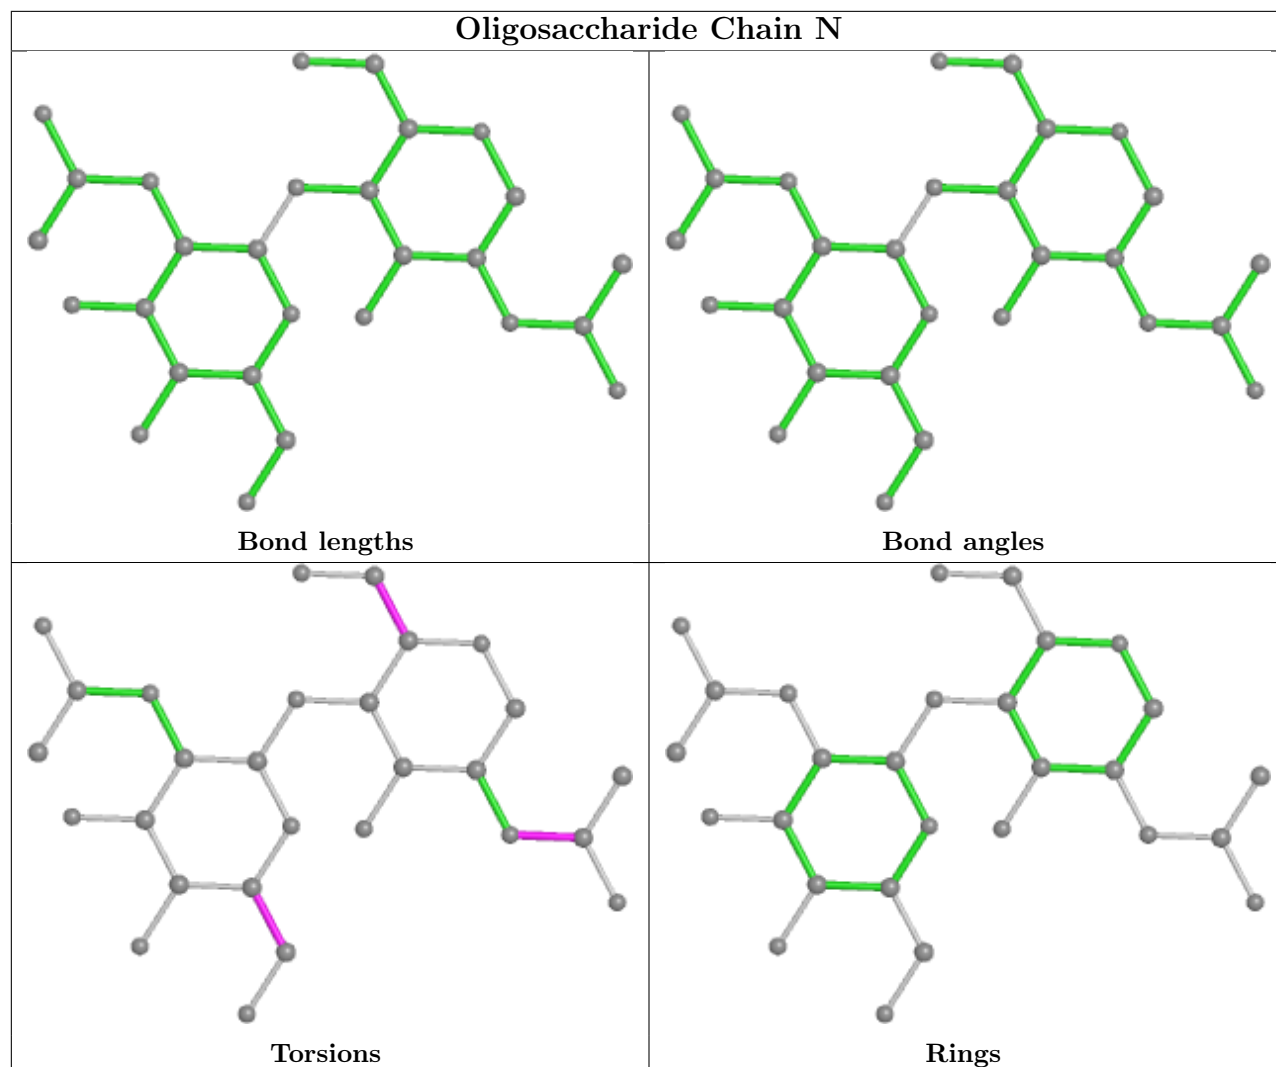 Oligosaccharide Chain N
Bond lengths
Bond angles
Torsions
Rings